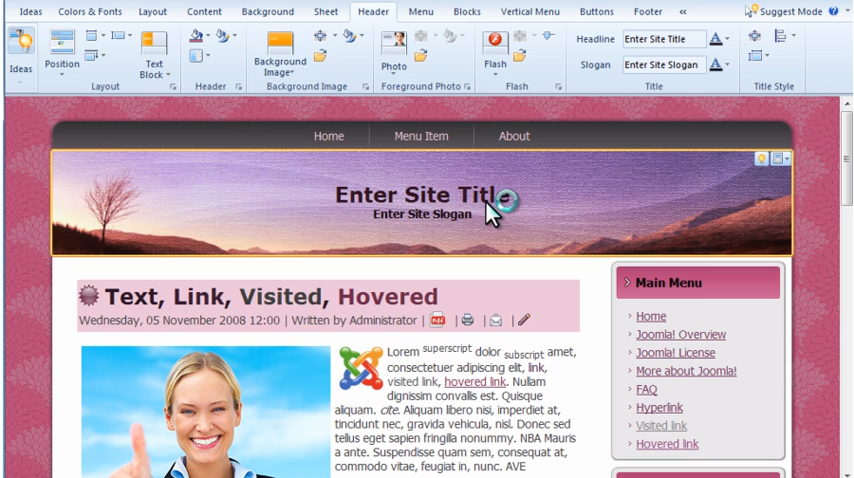 Ideas Colors & Fonts Layout Content Background Sheet Header Menu Blocks Vertical Menu Buttons Footer « Suggest Mode ?
Ideas
Position
Text
Block
Layout
Header
Background
Image
Background Image
Photo
Foreground Photo
Flash
Flash
Headline Enter Site Title
Slogan Enter Site Slogan
Title
Title Style
Home Menu Item About
Enter Site Title
Enter Site Slogan
Text, Link, Visited, Hovered
Wednesday, 05 November 2008 12:00 | Written by Administrator | PDF | | |
Lorem superscript dolor subscript amet,
consectetuer adipiscing elit, link,
visited link, hovered link. Nullam
dignissim convallis est. Quisque
aliquam. cite. Aliquam libero nisi, imperdiet at,
tincidunt nec, gravida vehicula, nisl. Donec sed
tellus eget sapien fringilla nonummy. NBA Mauris
a ante. Suspendisse quam sem, consequat at,
commodo vitae, feugiat in, nunc. AVE
Main Menu
Home
Joomla! Overview
Joomla! License
More about Joomla!
FAQ
Hyperlink
Visited link
Hovered link